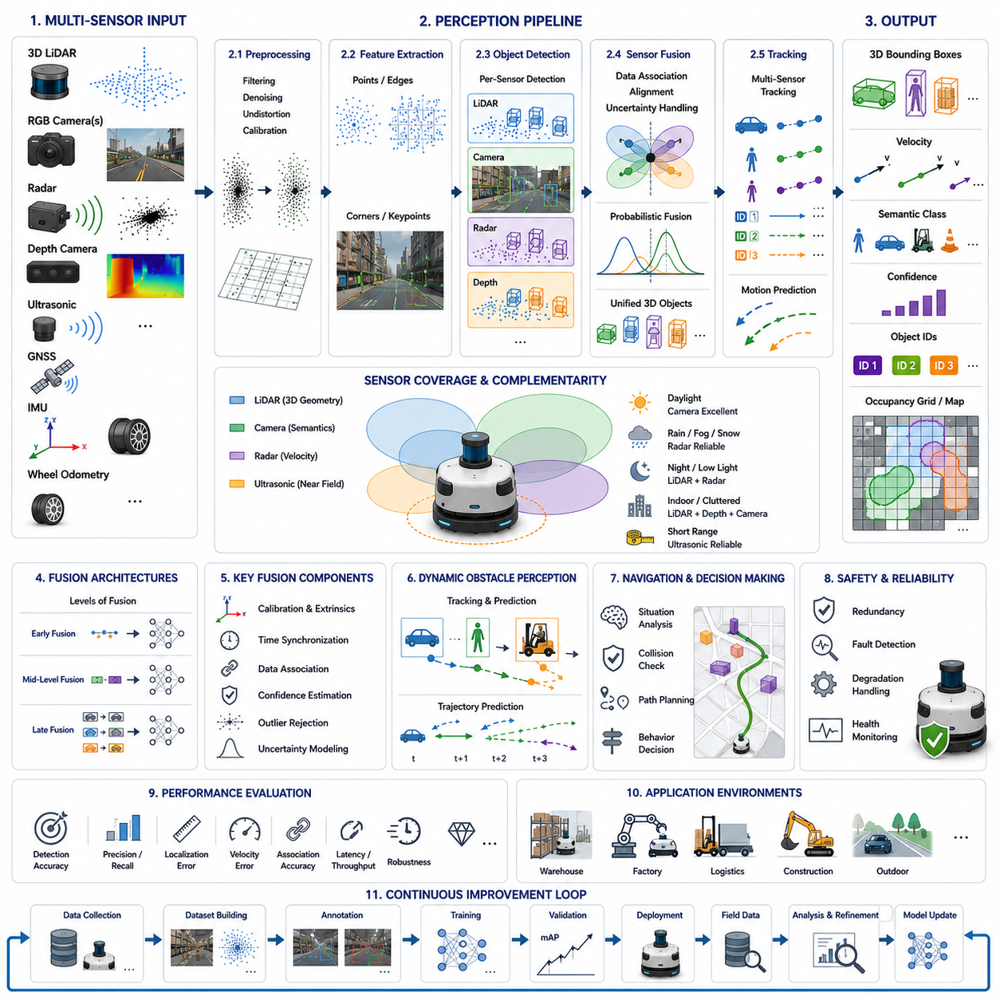 1. MULTI-SENSOR INPUT
3D LiDAR
RGB Camera(s)
Radar
Depth Camera
Ultrasonic
...
GNSS
IMU
Z Y
Y
X
Wheel Odometry
...
2. PERCEPTION PIPELINE
2.1 Preprocessing
Filtering
Denoising
Undistortion
Calibration
2.2 Feature Extraction
Points / Edges
Corners / Keypoints
2.3 Object Detection
Per-Sensor Detection
LiDAR
Camera
Radar
Depth
...
2.4 Sensor Fusion
Data Association
Alignment
Uncertainty Handling
Probabilistic Fusion
Unified 3D Objects
...
2.5 Tracking
Multi-Sensor
Tracking
ID 1
...
ID 2
...
ID 3
...
Motion Prediction
3. OUTPUT
3D Bounding Boxes
...
Velocity
V
V
V
...
Semantic Class
...
Confidence
Object IDs
ID 1
ID 2
ID 3
...
Occupancy Grid / Map
...
SENSOR COVERAGE & COMPLEMENTARITY
LiDAR (3D Geometry)
Camera (Semantics)
Radar (Velocity)
Ultrasonic (Near Field)
Daylight
Camera Excellent
Rain / Fog / Snow
Radar Reliable
Night / Low Light
LiDAR + Radar
Indoor / Cluttered
LiDAR + Depth + Camera
Short Range
Ultrasonic Reliable
4. FUSION ARCHITECTURES
Levels of Fusion
Early Fusion
Mid-Level Fusion
Late Fusion
5. KEY FUSION COMPONENTS
Calibration & Extrinsics
Time Synchronization
Data Association
Confidence Estimation
Outlier Rejection
Uncertainty Modeling
6. DYNAMIC OBSTACLE PERCEPTION
Tracking & Prediction
...
Trajectory Prediction
t
t+1
t+2
t+3
7. NAVIGATION & DECISION MAKING
Situation
Analysis
Collision
Check
Path Planning
Behavior
Decision
8. SAFETY & RELIABILITY
Redundancy
Fault Detection
Degradation
Handling
Health
Monitoring
9. PERFORMANCE EVALUATION
Detection
Accuracy
Precision /
Recall
Localization
Error
Velocity
Error
Association
Accuracy
Latency /
Throughput
Robustness
...
10. APPLICATION ENVIRONMENTS
Warehouse
Factory
Logistics
Construction
Outdoor
...
11. CONTINUOUS IMPROVEMENT LOOP
Data Collection
...
Dataset Building
...
Annotation
...
Training
...
Validation
mAP
Deployment
Field Data
Analysis & Refinement
Model Update